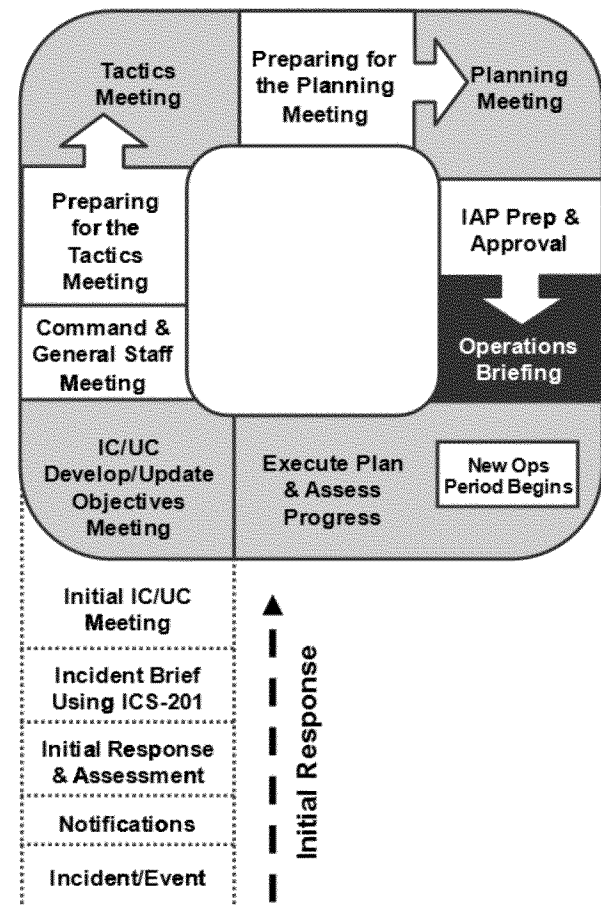 Tactics
Meeting
Preparing for
the Planning
Meeting
Planning
Meeting
Preparing
for the
Tactics
Meeting
IAP Prep &
Approval
Command &
General Staff
Meeting
Operations
Briefing
IC/UC
Develop/Update
Objectives
Meeting
Execute Plan
& Assess
Progress
New Ops
Period Begins
Initial IC/UC
Meeting
Incident Brief
Using ICS-201
Initial Response
& Assessment
Notifications
Incident/Event
Initial Response